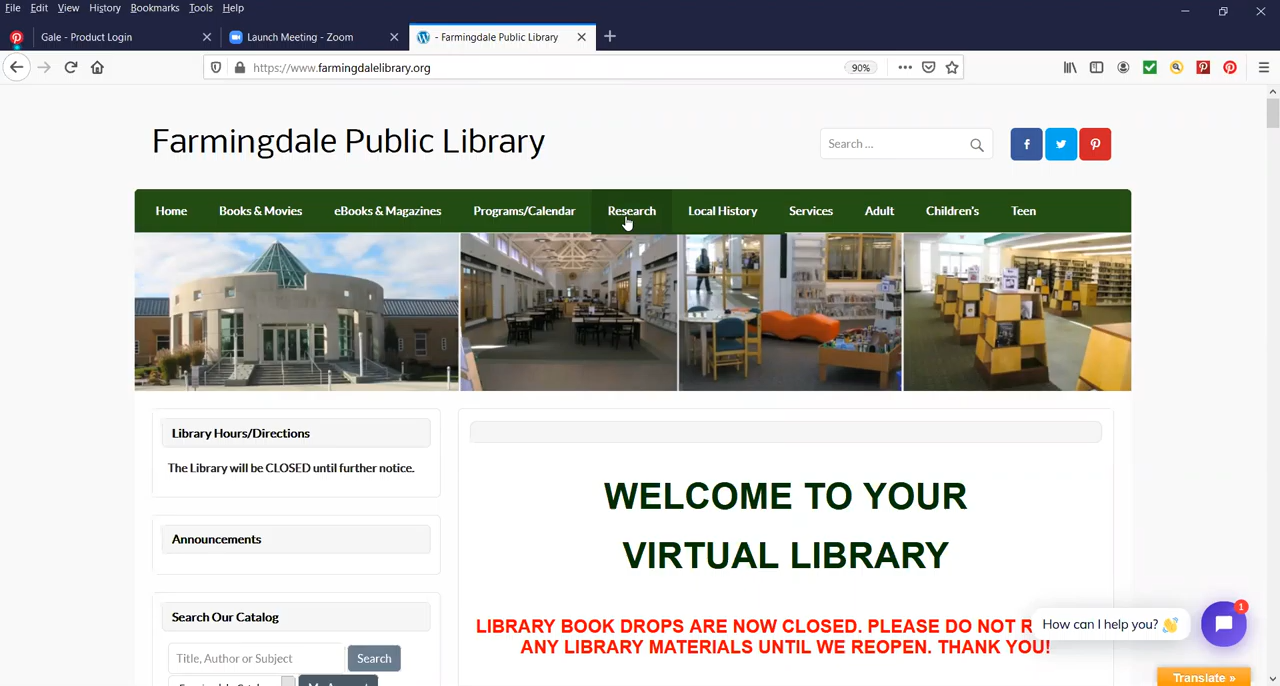 File Edit View History Bookmarks Tools Help
Gale - Product Login
Launch Meeting - Zoom
- Farmingdale Public Library
https://www.farmingdalelibrary.org
90%
Farmingdale Public Library
Search ...
Home Books & Movies eBooks & Magazines Programs/Calendar Research Local History Services Adult Children's Teen
Library Hours/Directions
The Library will be CLOSED until further notice.
Announcements
Search Our Catalog
Title, Author or Subject
Search
WELCOME TO YOUR
VIRTUAL LIBRARY
LIBRARY BOOK DROPS ARE NOW CLOSED. PLEASE DO NOT
ANY LIBRARY MATERIALS UNTIL WE REOPEN. THANK YOU!
How can I help you? 👋
1
Translate »